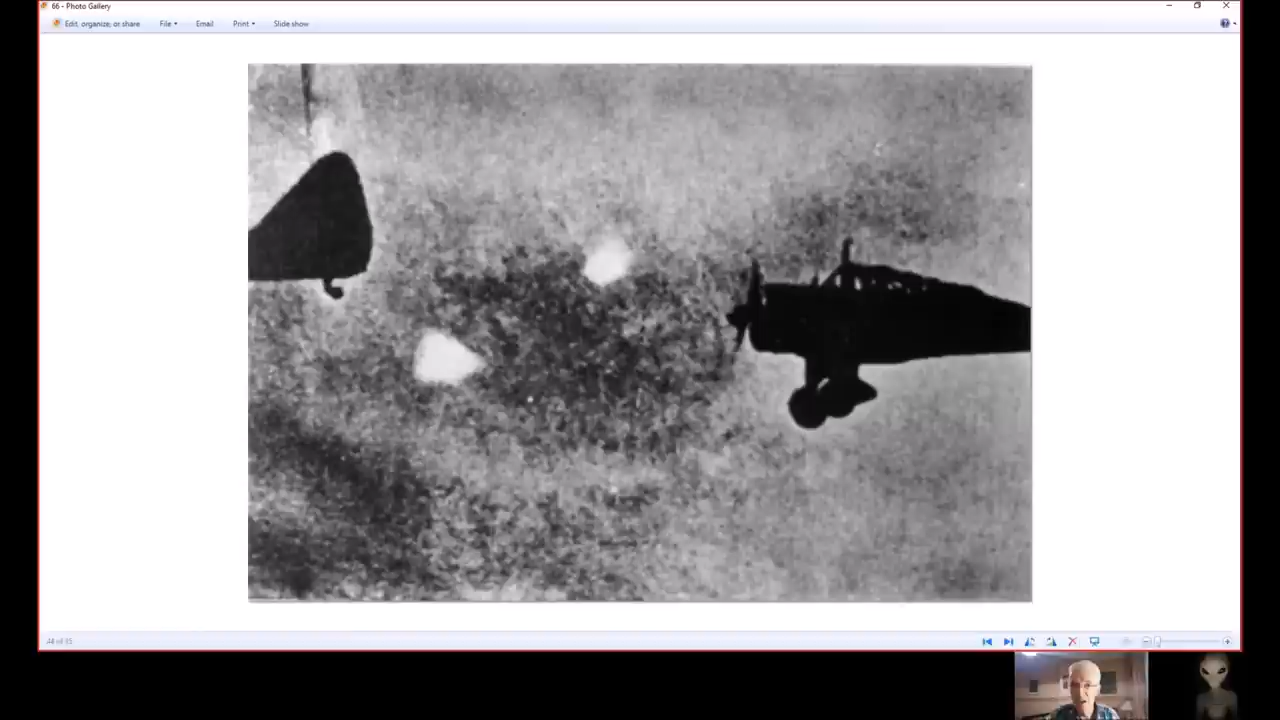 66 - Photo Gallery
Edit, organize, or share File Email Print Slide show